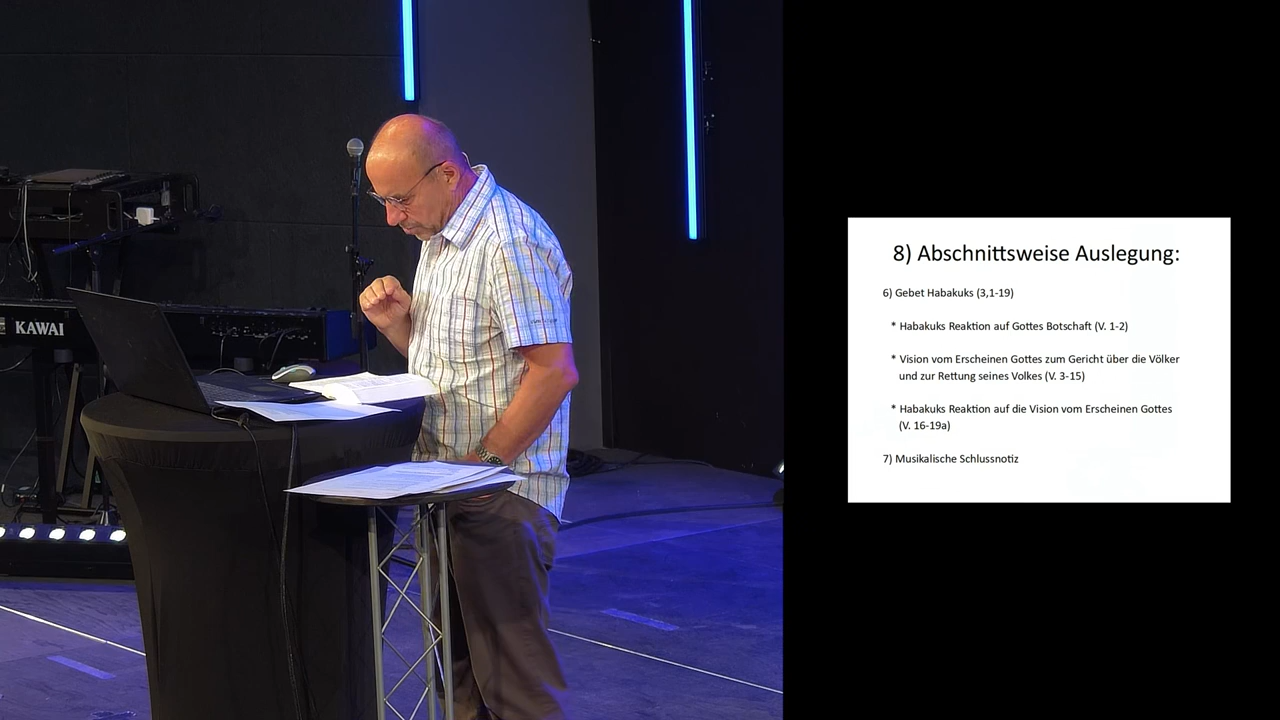 KAWAI
8) Abschnittsweise Auslegung:
6) Gebet Habakuks (3,1-19)
* Habakuks Reaktion auf Gottes Botschaft (V. 1-2)
* Vision vom Erscheinen Gottes zum Gericht über die Völker
und zur Rettung seines Volkes (V. 3-15)
* Habakuks Reaktion auf die Vision vom Erscheinen Gottes
(V. 16-19a)
7) Musikalische Schlussnotiz